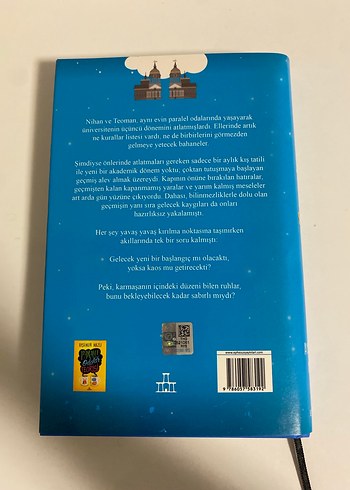 Nihan ve Teoman, aynı evin paralel odalarında yaşayarak
üniversitenin üçüncü dönemini atlatmışlardı. Ellerinde artık
ne kurallar listesi vardı, ne de birbirlerini görmezden
gelmeye yetecek bahaneler.
Şimdiyse önlerinde atlatmaları gereken sadece bir aylık kış tatili
ile yeni bir akademik dönem yoktu; çoktan tutuşmaya başlayan
geçmiş alev almak üzereydi. Kapının önüne bırakılan hatıralar,
geçmişten kalan kapanmamış yaralar ve yarım kalmış meseleler
art arda gün yüzüne çıkıyordu. Dahası, bilinmezliklerle dolu olan
geçmişin yanı sıra gelecek kaygıları da onları
hazırlıksız yakalamıştı.
Her şey yavaş yavaş kırılma noktasına taşınırken
akıllarında tek bir soru kalmıştı:
Gelecek yeni bir başlangıç mı olacaktı,
yoksa kaos mu getirecekti?
Peki, karmaşanın içindeki düzeni bilen ruhlar,
bunu bekleyebilecek kadar sabırlı mıydı?
9 786057 583192